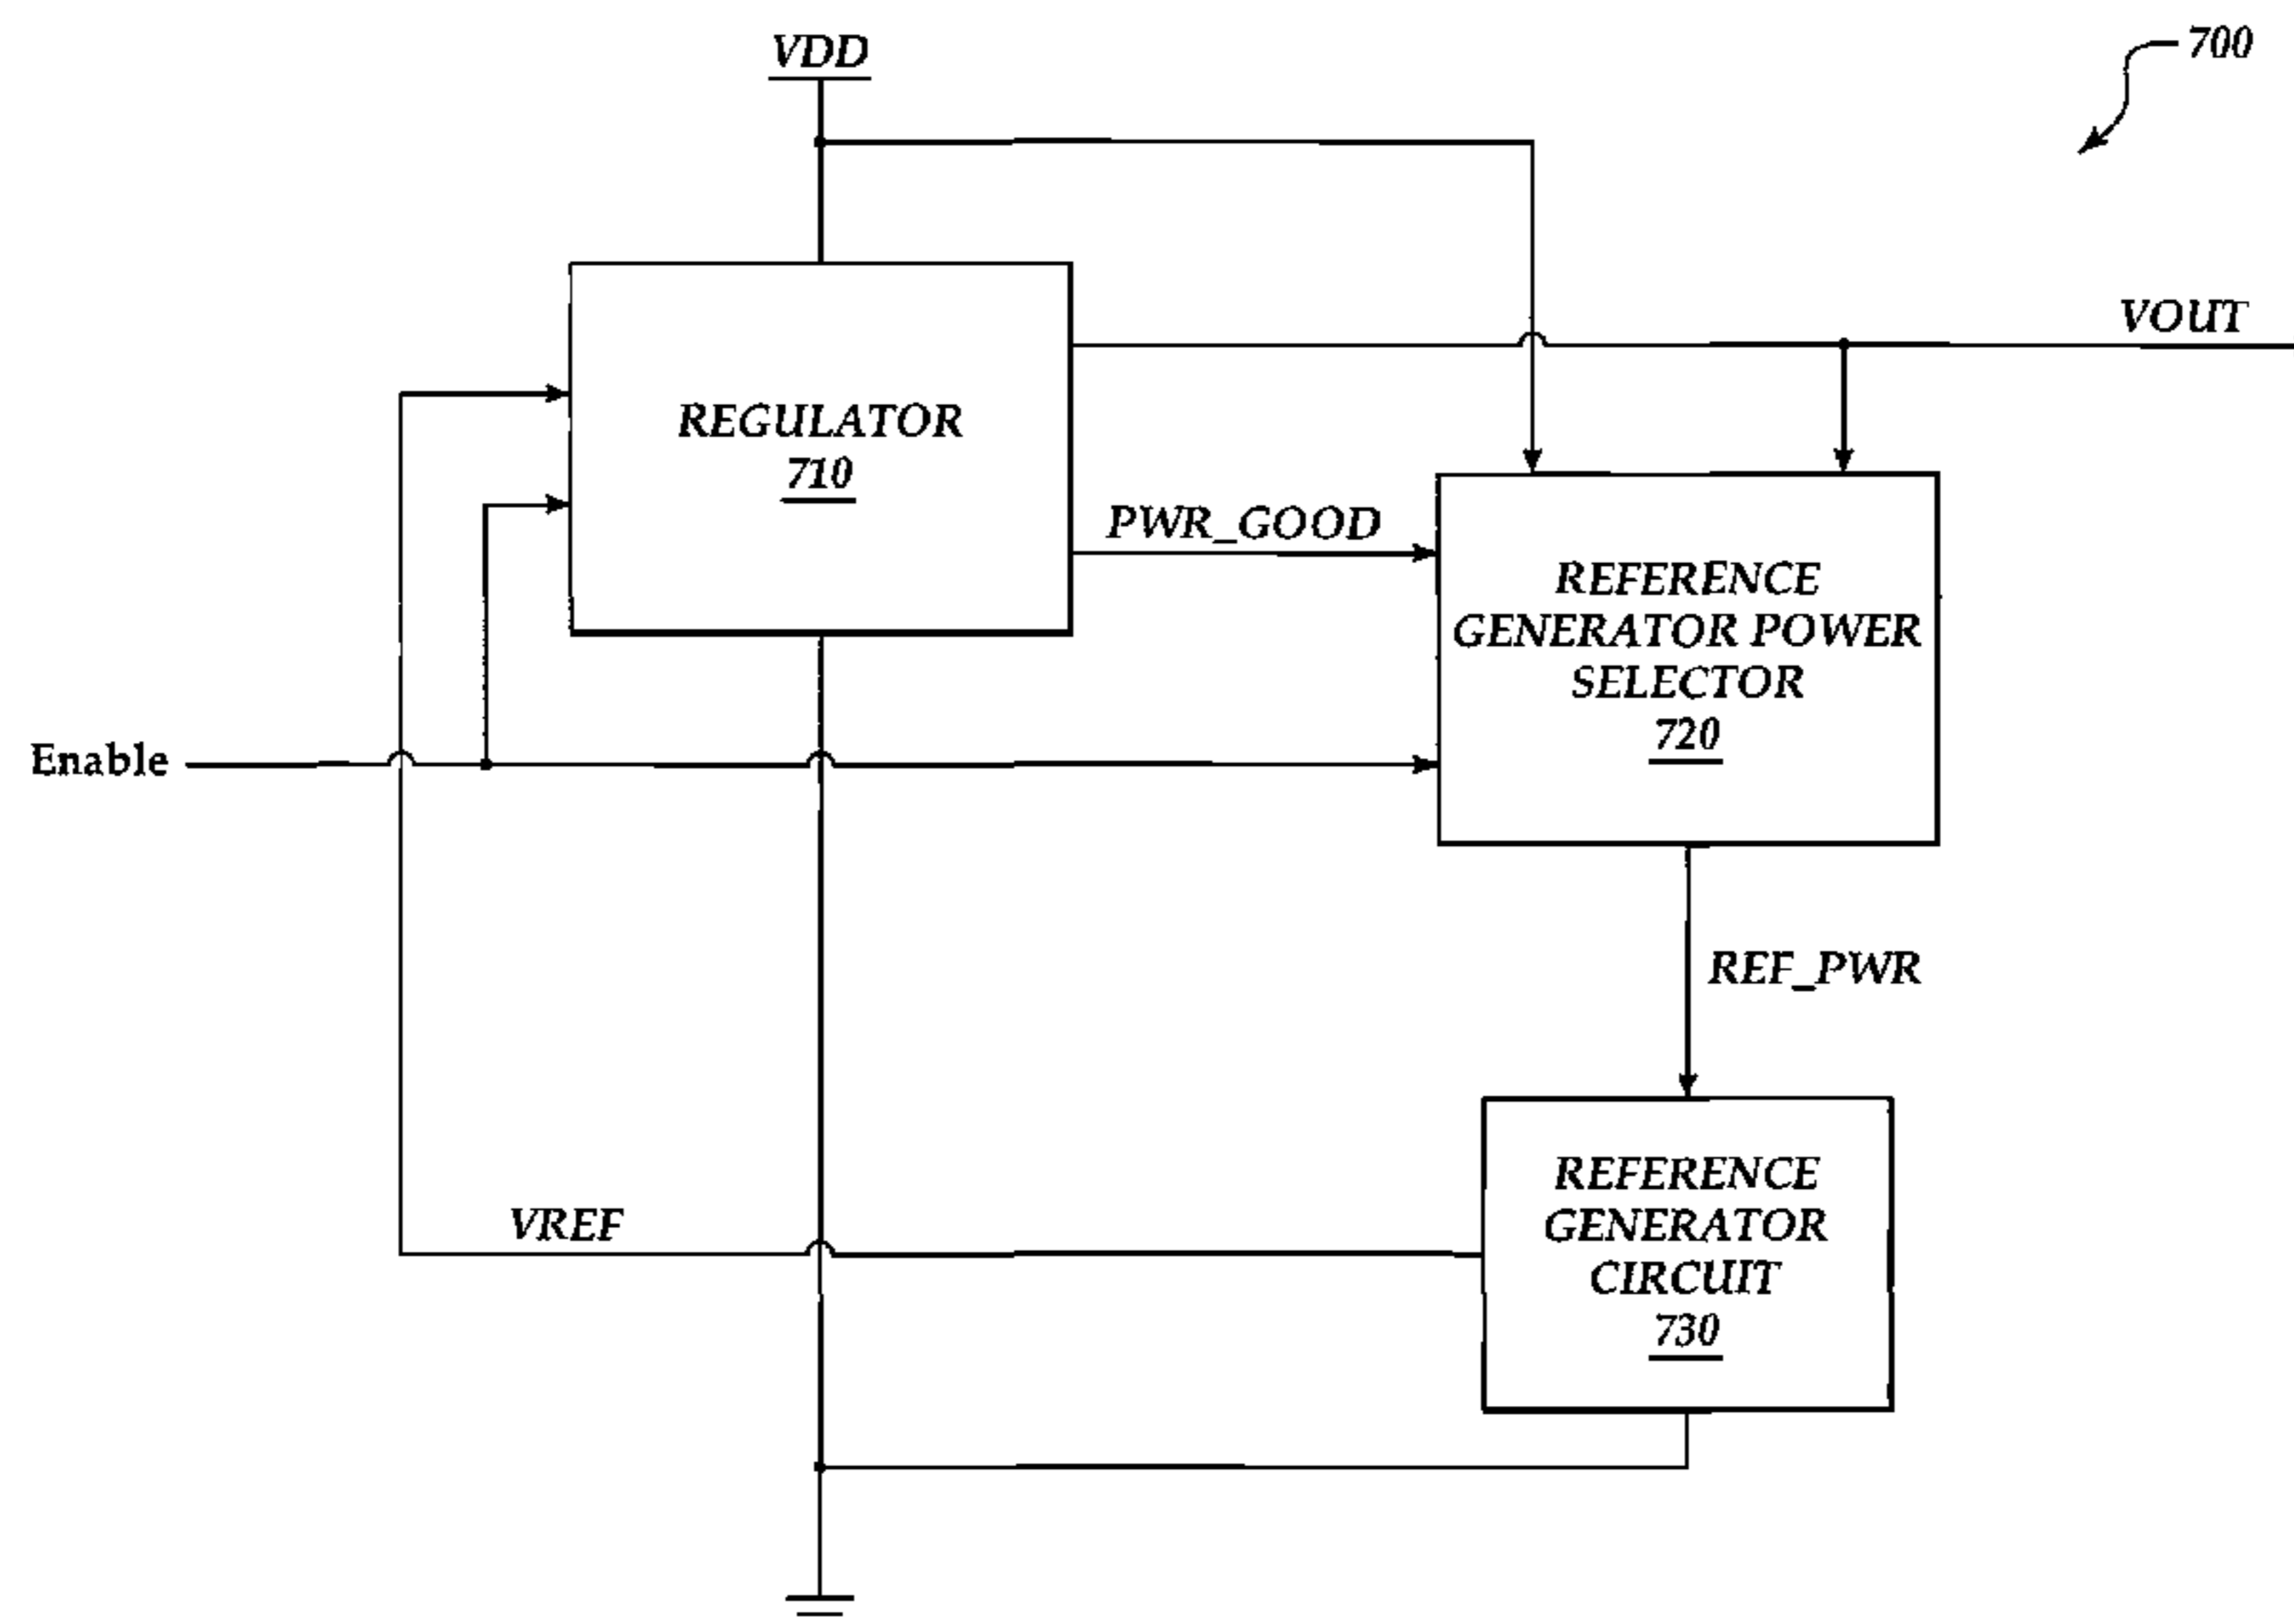 VDD
700
VOUT
REGULATOR
710
PWR_GOOD
REFERENCE
GENERATOR POWER
SELECTOR
720
Enable
REF_PWR
REFERENCE
GENERATOR
CIRCUIT
730
VREF